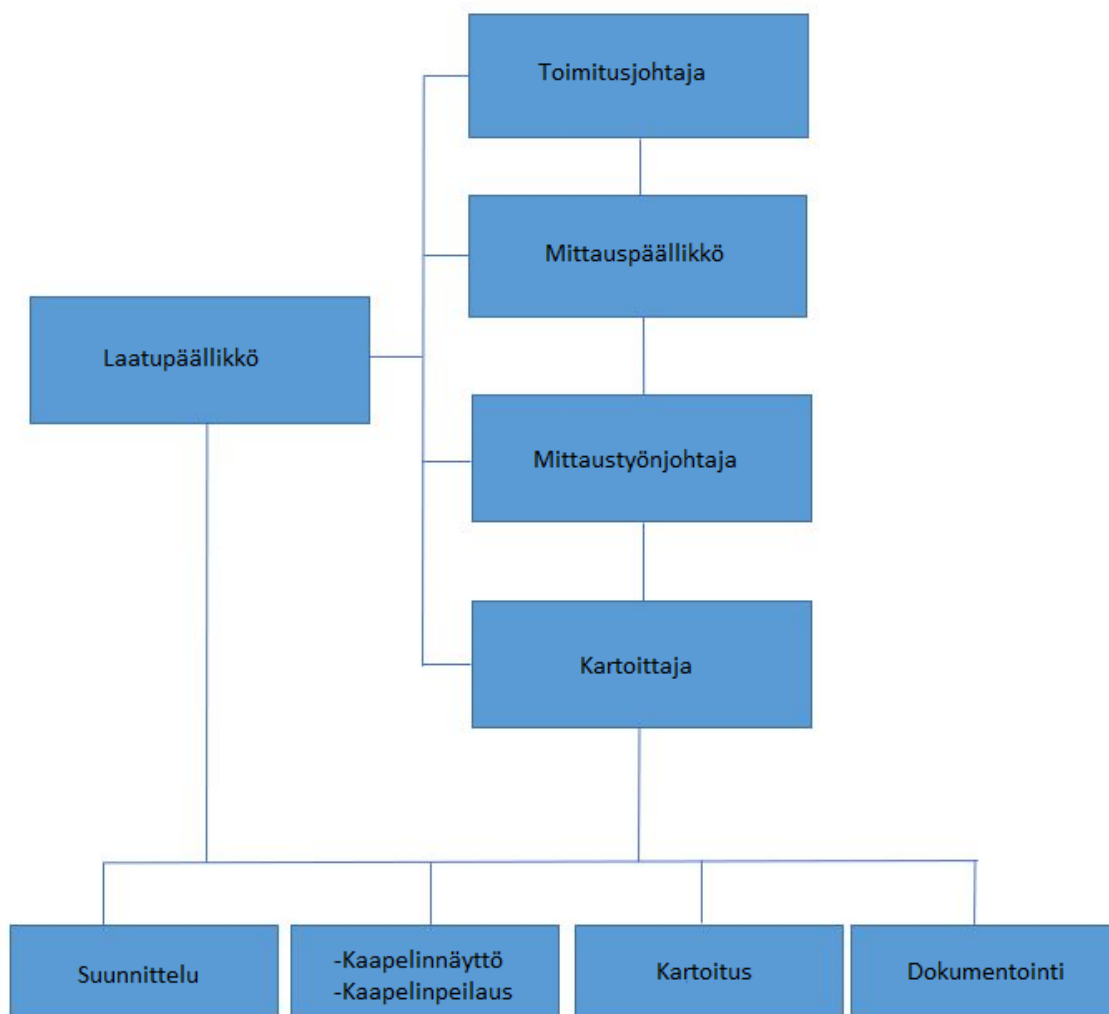 Toimitusjohtaja
Mittauspäällikkö
Laatupäällikkö
Mittaustyönjohtaja
Kartoittaja
Suunnittelu
-Kaapelinnäyttö
-Kaapelinpeilaus
Kartoitus
Dokumentointi